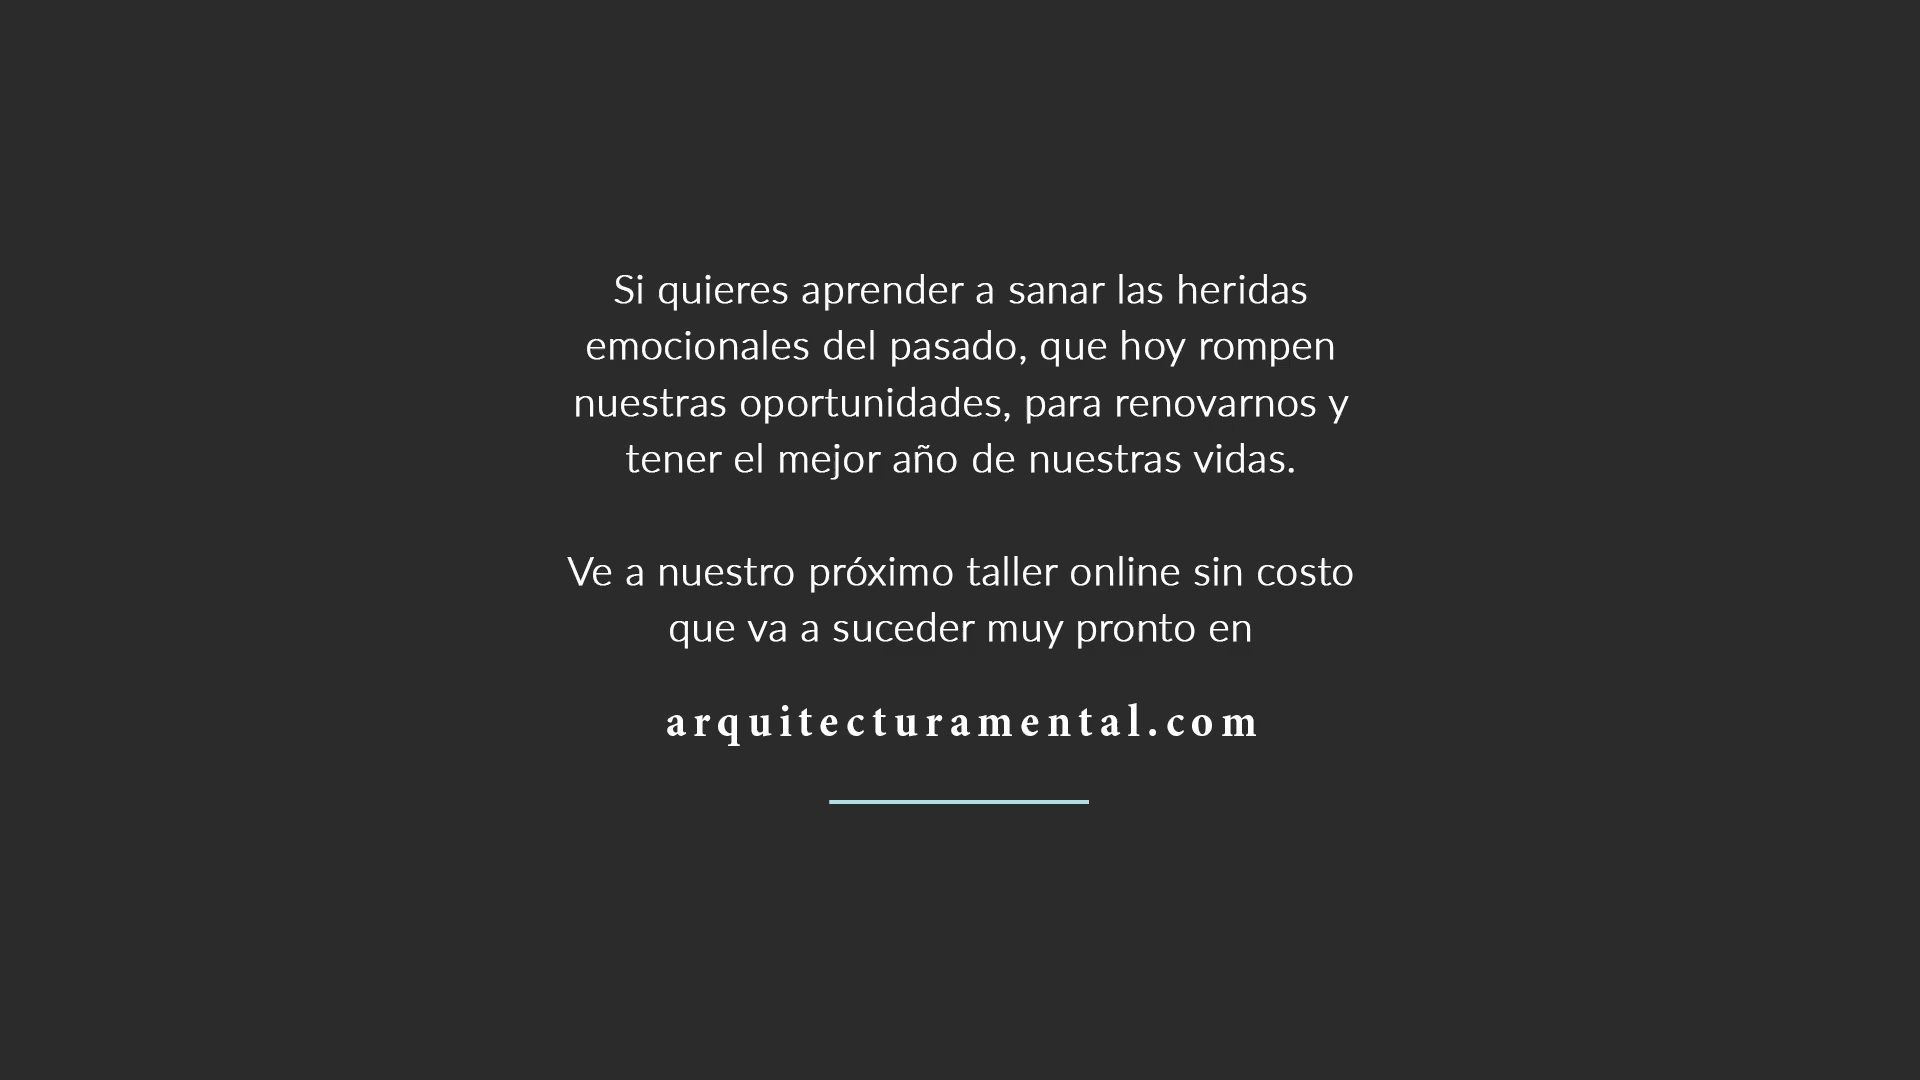 Si quieres aprender a sanar las heridas
emocionales del pasado, que hoy rompen
nuestras oportunidades, para renovarnos y
tener el mejor año de nuestras vidas.
Ve a nuestro próximo taller online sin costo
que va a suceder muy pronto en
arquitecturamental.com